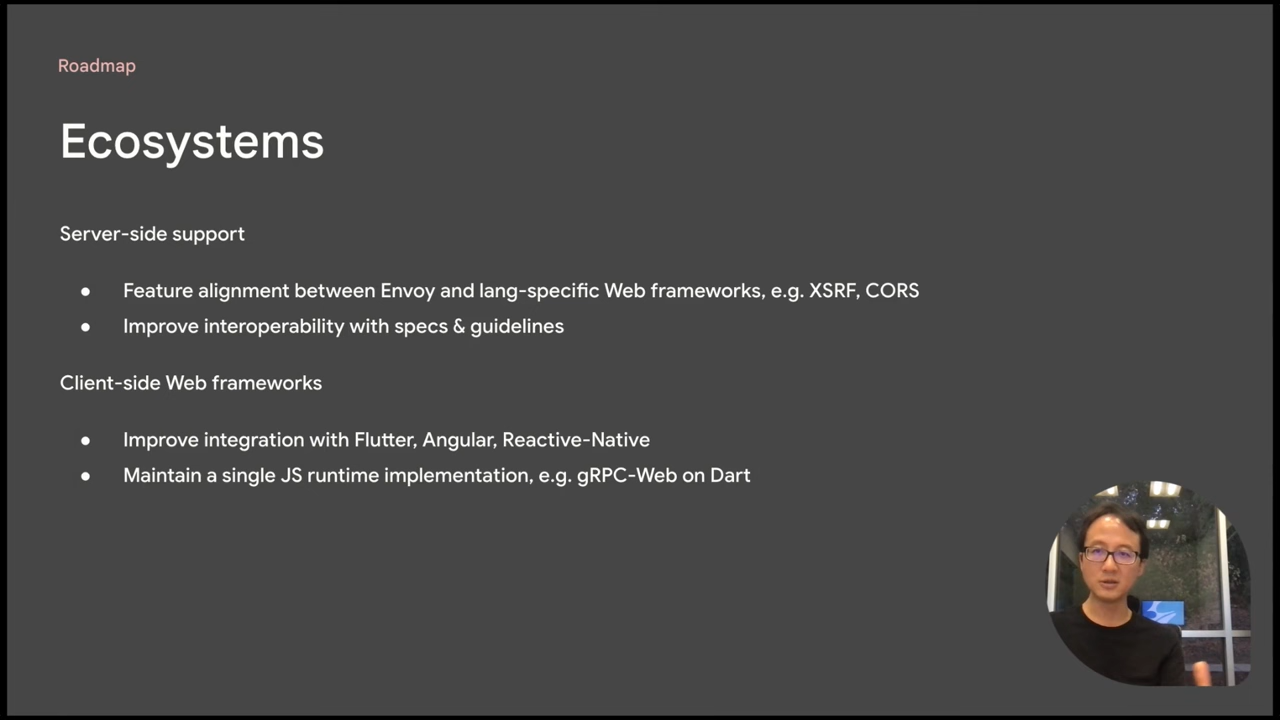 Roadmap
Ecosystems
Server-side support
● Feature alignment between Envoy and lang-specific Web frameworks, e.g. XSRF, CORS
● Improve interoperability with specs & guidelines
Client-side Web frameworks
● Improve integration with Flutter, Angular, Reactive-Native
● Maintain a single JS runtime implementation, e.g. gRPC-Web on Dart